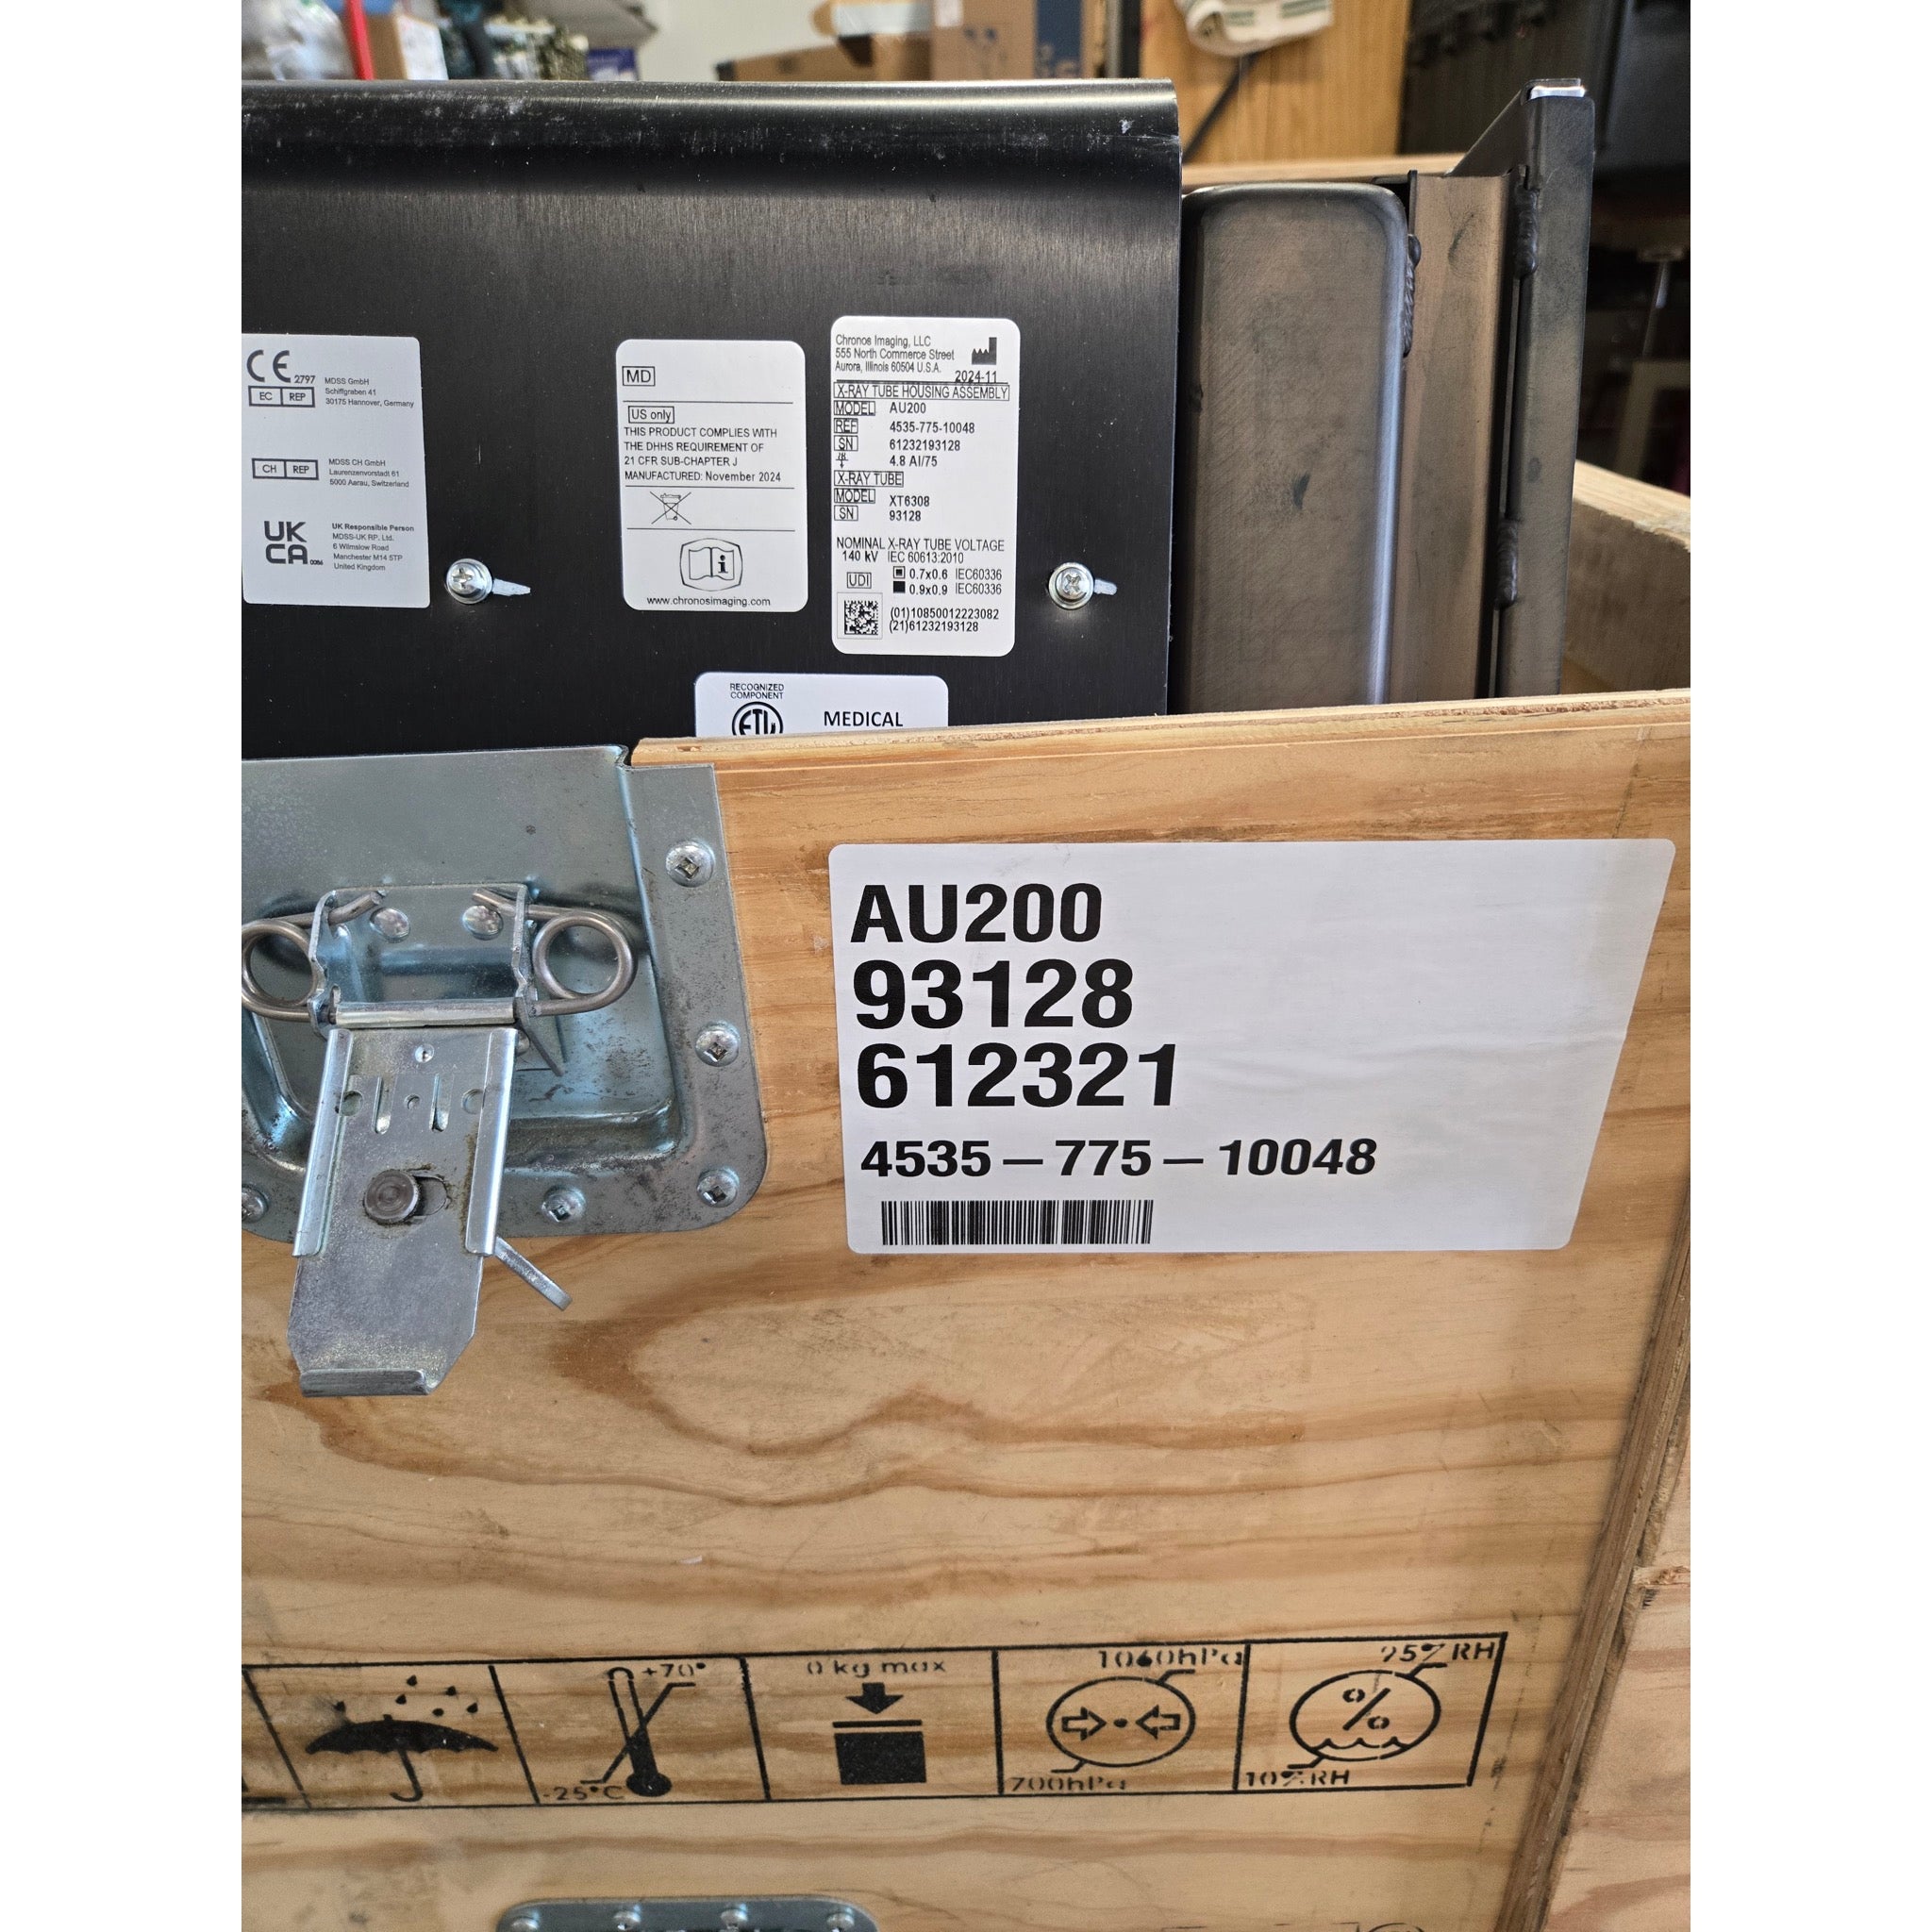 CE 2797
EC REP
MDSS GmbH
Schiffgraben 41
30175 Hannover, Germany
CH REP
MDSS CH GmbH
Laurenzenvorstadt 61
5000 Aarau, Switzerland
UK
CA
UK Responsible Person
MDSS-UK RP, Ltd.
6 Wilmslow Road
Manchester M14 5TP
United Kingdom
MD
US only
THIS PRODUCT COMPLIES WITH
THE DHHS REQUIREMENT OF
21 CFR SUB-CHAPTER J
MANUFACTURED: November 2024
www.chronosimaging.com
Chronos Imaging, LLC
555 North Commerce Street
Aurora, Illinois 60504 U.S.A.
2024-11
X-RAY TUBE HOUSING ASSEMBLY
MODEL AU200
REF 4535-775-10048
SN 61232193128
4.8 Al/75
X-RAY TUBE
MODEL XT6308
SN 93128
NOMINAL X-RAY TUBE VOLTAGE
140 kV IEC 60613:2010
UDI
0.7x0.6 IEC60336
0.9x0.9 IEC60336
(01)10850012223082
(21)61232193128
RECOGNIZED
COMPONENT
ETL
MEDICAL
AU200
93128
612321
4535-775-10048
+70°
-25°C
0 kg max
1060hPa
700hPa
95% RH
%
10% RH